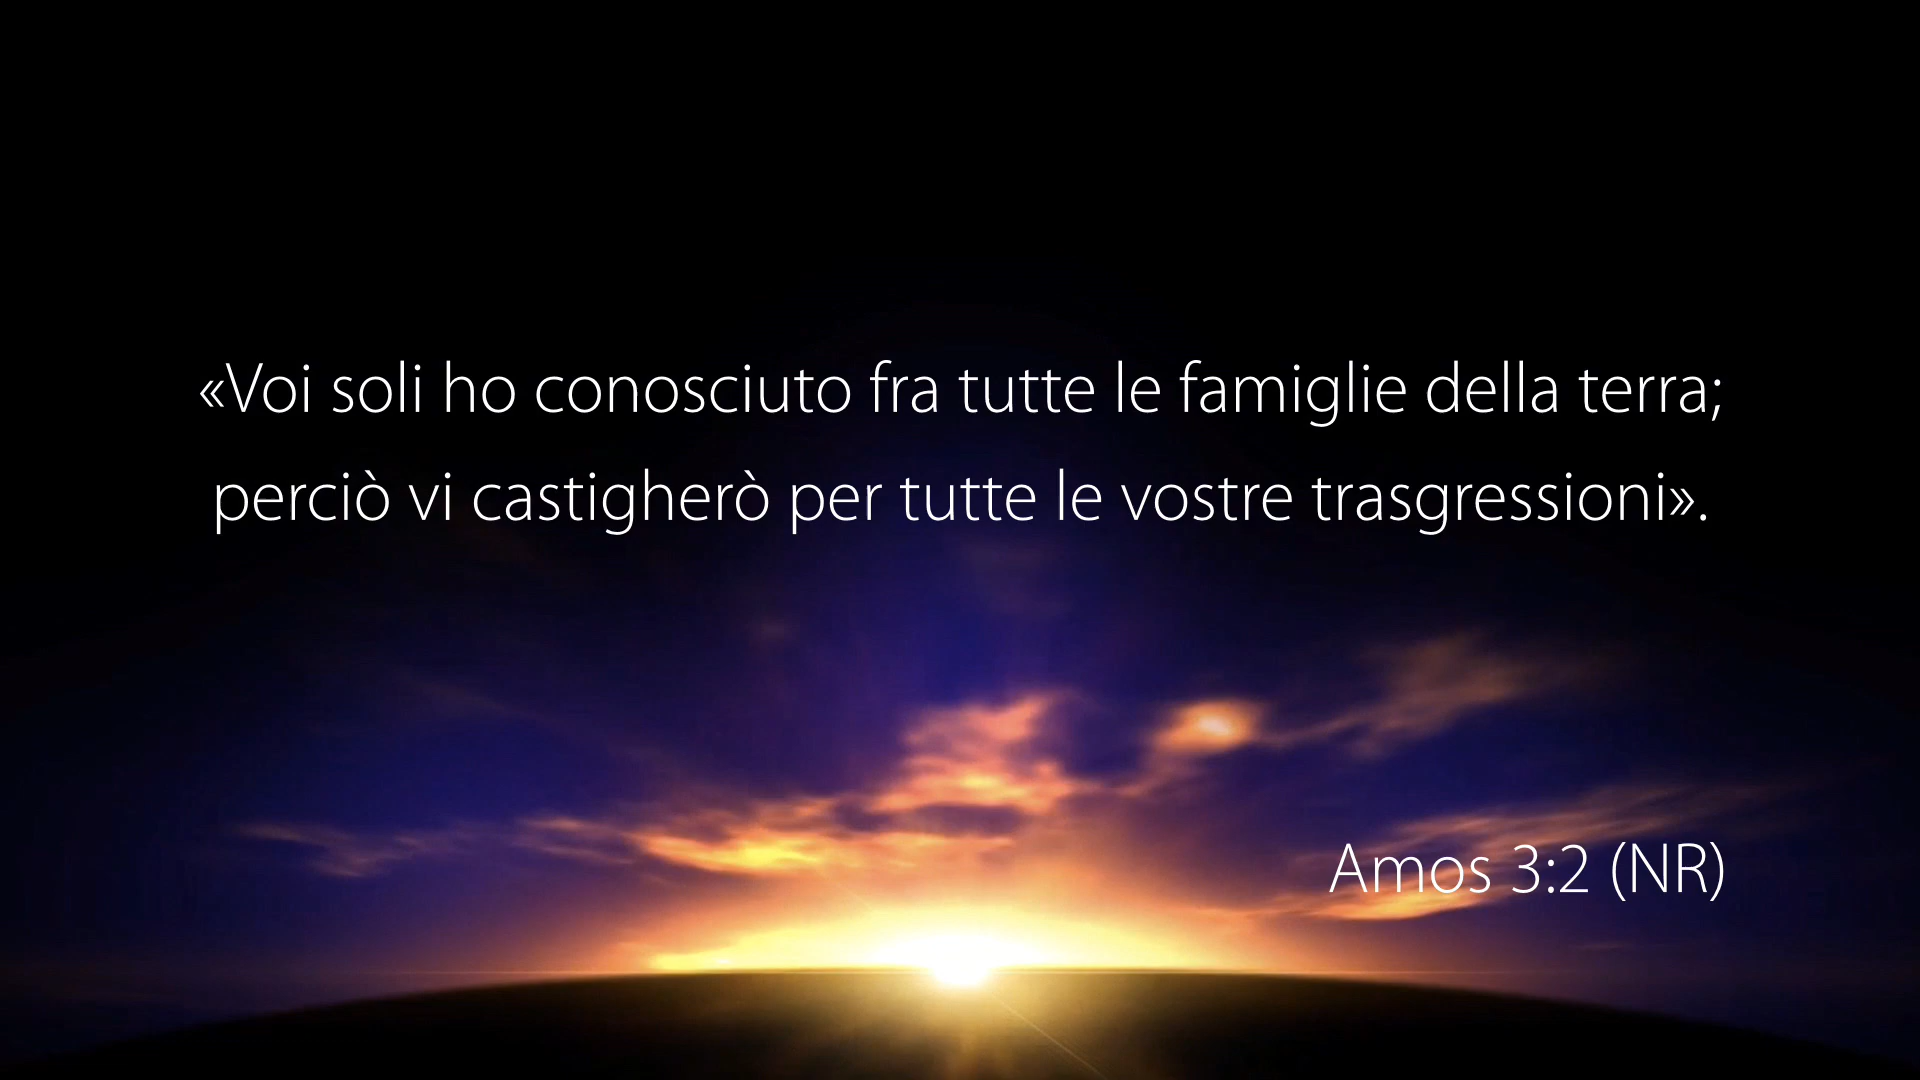 «Voi soli ho conosciuto fra tutte le famiglie della terra;
perciò vi castigherò per tutte le vostre trasgressioni».
Amos 3:2 (NR)